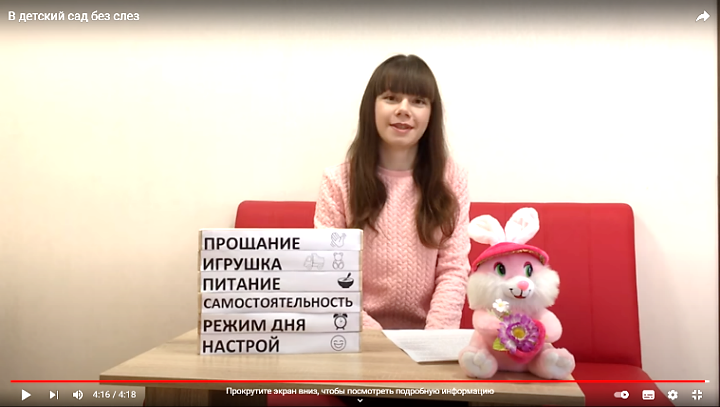 В детский сад без слез
ПРОЩАНИЕ
ИГРУШКА
ПИТАНИЕ
САМОСТОЯТЕЛЬНОСТЬ
РЕЖИМ ДНЯ
НАСТРОЙ
4:16 / 4:18
Прокрутите экран вниз, чтобы посмотреть подробную информацию